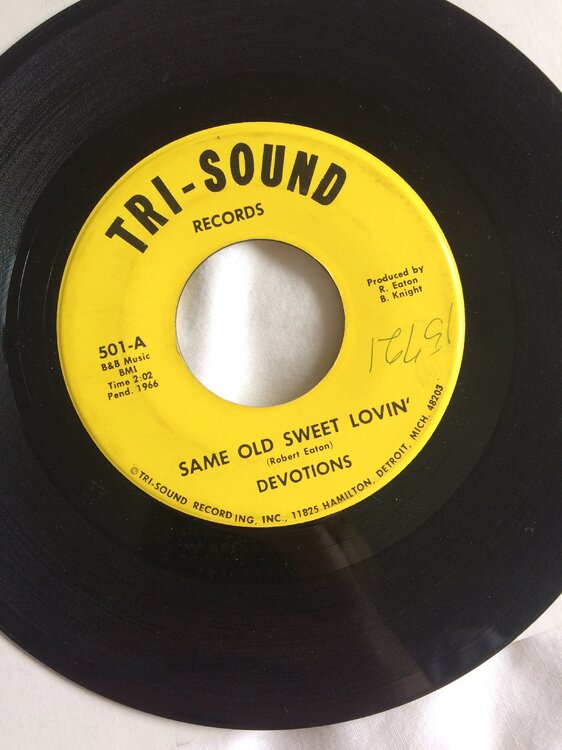 TRI-SOUND
RECORDS
Produced by
R. Eaton
B. Knight
501-A
B&B Music
BMI
Time 2:02
Pend. 1966
15721
SAME OLD SWEET LOVIN'
(Robert Eaton)
DEVOTIONS
©TRI-SOUND RECORDING, INC., 11825 HAMILTON, DETROIT, MICH 48203.